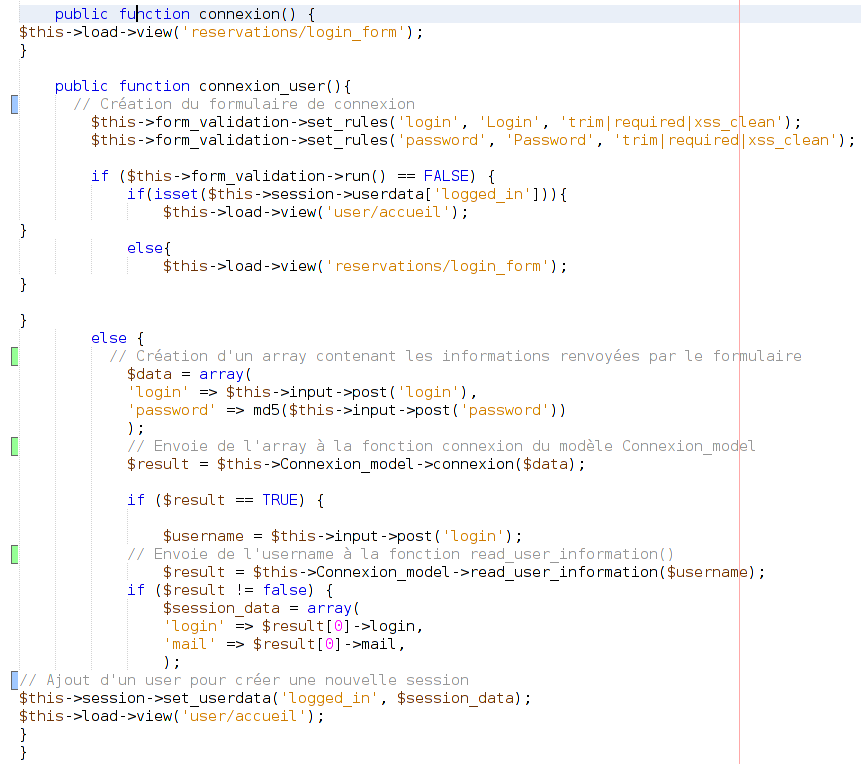 public function connexion() {
$this->load->view('reservations/login_form');
}
public function connexion_user(){
// Création du formulaire de connexion
$this->form_validation->set_rules('login', 'Login', 'trim|required|xss_clean');
$this->form_validation->set_rules('password', 'Password', 'trim|required|xss_clean');
if ($this->form_validation->run() == FALSE) {
if(isset($this->session->userdata['logged_in'])){
$this->load->view('user/accueil');
}
else{
$this->load->view('reservations/login_form');
}
}
else {
// Création d'un array contenant les informations renvoyées par le formulaire
$data = array(
'login' => $this->input->post('login'),
'password' => md5($this->input->post('password'))
);
// Envoie de l'array à la fonction connexion du modèle Connexion_model
$result = $this->Connexion_model->connexion($data);
if ($result == TRUE) {
$username = $this->input->post('login');
// Envoie de l'username à la fonction read_user_information()
$result = $this->Connexion_model->read_user_information($username);
if ($result != false) {
$session_data = array(
'login' => $result[0]->login,
'mail' => $result[0]->mail,
);
// Ajout d'un user pour créer une nouvelle session
$this->session->set_userdata('logged_in', $session_data);
$this->load->view('user/accueil');
}
}